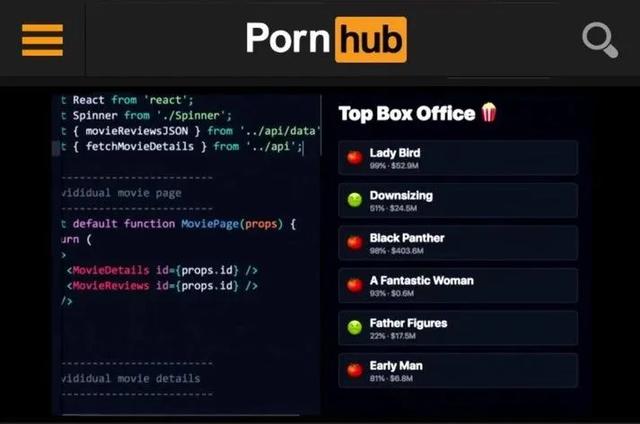 Porn hub
t React from 'react';
t Spinner from './Spinner';
t { movieReviewsJSON } from '../api/data'
t { fetchMovieDetails } from '../api';
vididual movie page
t default function MoviePage(props) {
urn (
>
<MovieDetails id={props.id} />
<MovieReviews id={props.id} />
/>
vididual movie details
Top Box Office
Lady Bird
99% · $52.9M
Downsizing
51% · $24.5M
Black Panther
98% · $403.6M
A Fantastic Woman
93% · $0.6M
Father Figures
22% · $17.5M
Early Man
81% · $6.8M